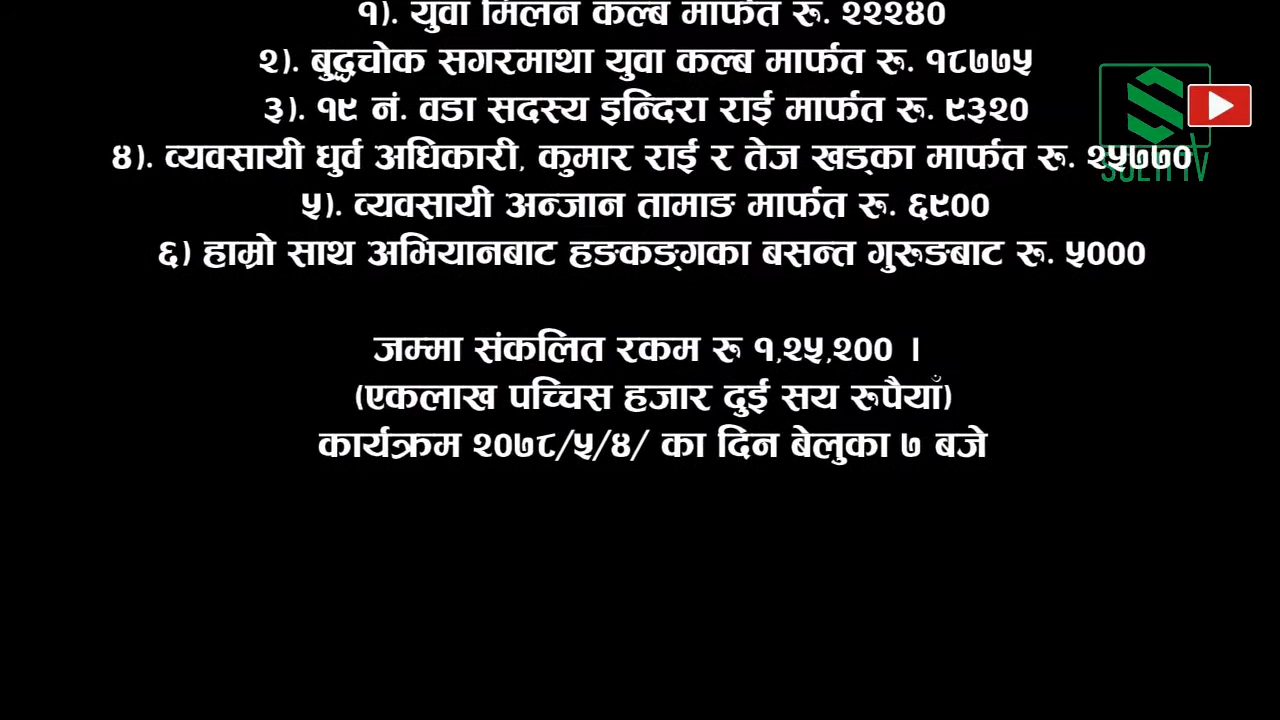 १). युवा मिलन कल्ब मार्फत रू. २२२४०
२). बुद्धचोक सगरमाथा युवा कल्ब मार्फत रू. १८७७५
३). १९ नं. वडा सदस्य इन्दिरा राई मार्फत रू. ९३२०
४). व्यवसायी धुर्व अधिकारी, कुमार राई र तेज खड्का मार्फत रू. २५७७०
५). व्यवसायी अन्जान तामाङ मार्फत रू. ६९००
६) हाम्रो साथ अभियानबाट हङकङ्गका बसन्त गुरूङबाट रू. ५०००
जम्मा संकलित रकम रू १,२५,२०० ।
(एकलाख पच्चिस हजार दुई सय रूपैयाँ)
कार्यक्रम २०७८/५/४/ का दिन बेलुका ७ बजे